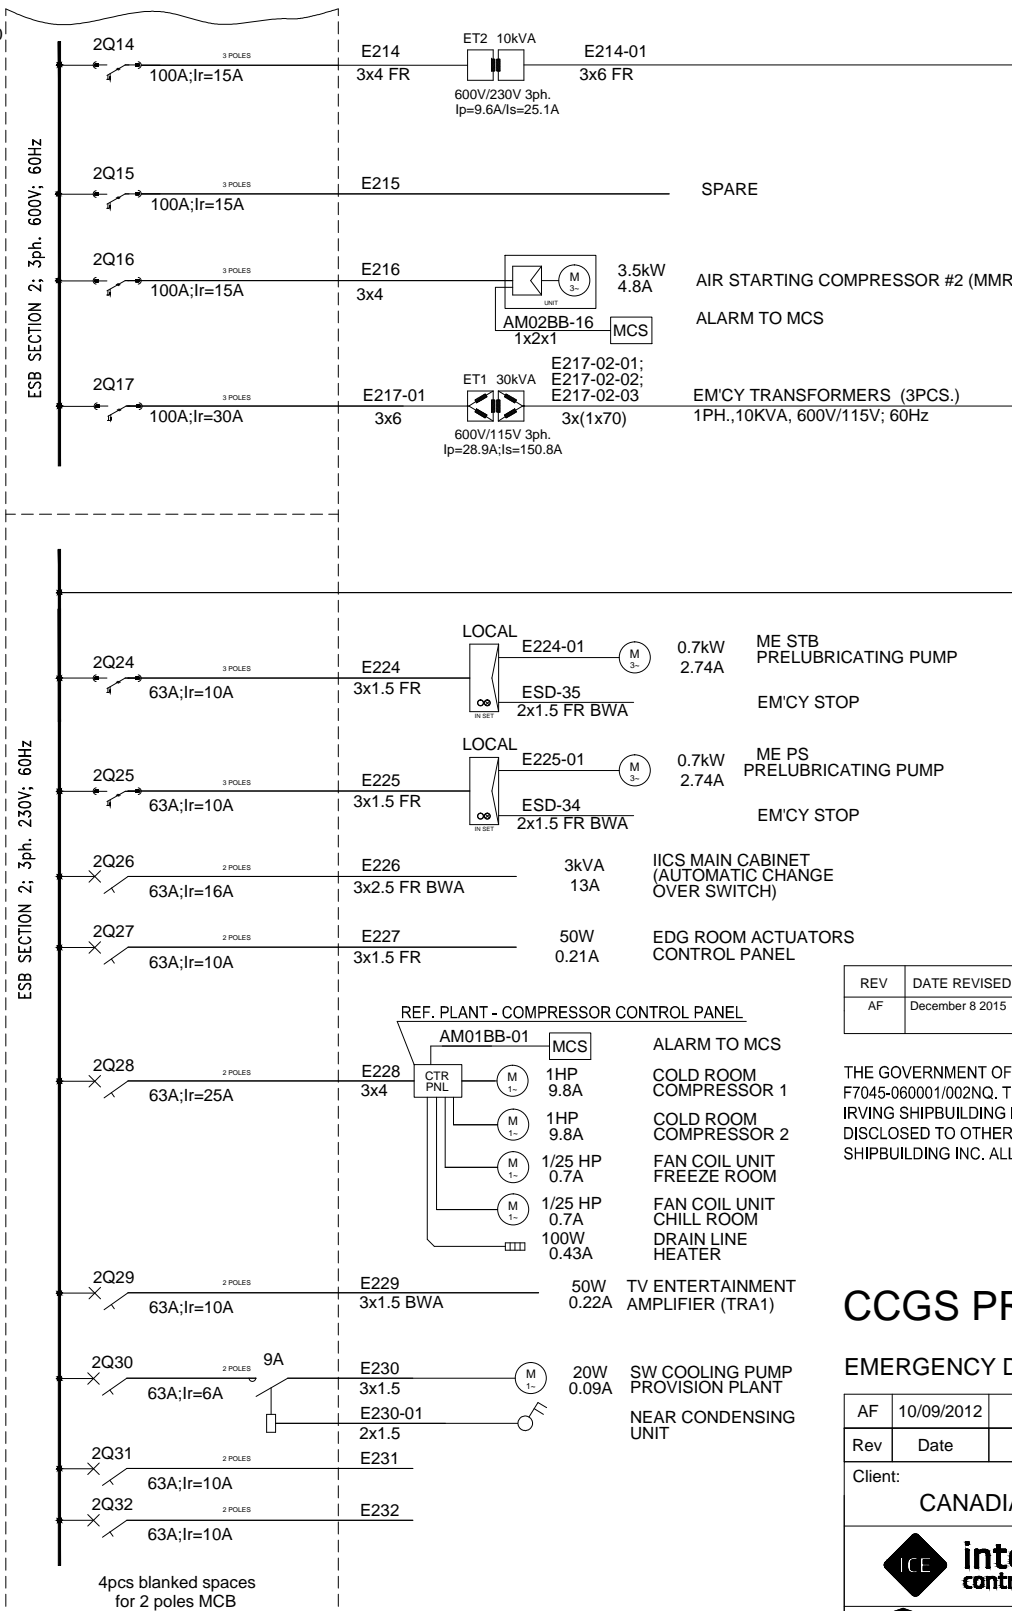 ESB SECTION 2; 3ph. 600V; 60Hz
2Q14
3 POLES
100A;Ir=15A
E214
3x4 FR
ET2 10kVA
600V/230V 3ph.
Ip=9.6A/Is=25.1A
E214-01
3x6 FR
2Q15
3 POLES
100A;Ir=15A
E215
SPARE
2Q16
3 POLES
100A;Ir=15A
E216
3x4
M
3~
UNIT
3.5kW
4.8A
AIR STARTING COMPRESSOR #2 (MMR
AM02BB-16
1x2x1
MCS
ALARM TO MCS
2Q17
3 POLES
100A;Ir=30A
E217-01
3x6
ET1 30kVA
600V/115V 3ph.
Ip=28.9A;Is=150.8A
E217-02-01;
E217-02-02;
E217-02-03
3x(1x70)
EM'CY TRANSFORMERS (3PCS.)
1PH.,10KVA, 600V/115V; 60Hz
ESB SECTION 2; 3ph. 230V; 60Hz
2Q24
3 POLES
63A;Ir=10A
E224
3x1.5 FR
LOCAL
IN SET
E224-01
M
3~
0.7kW
2.74A
ME STB
PRELUBRICATING PUMP
ESD-35
2x1.5 FR BWA
EM'CY STOP
2Q25
3 POLES
63A;Ir=10A
E225
3x1.5 FR
LOCAL
IN SET
E225-01
M
3~
0.7kW
2.74A
ME PS
PRELUBRICATING PUMP
ESD-34
2x1.5 FR BWA
EM'CY STOP
2Q26
2 POLES
63A;Ir=16A
E226
3x2.5 FR BWA
3kVA
13A
IICS MAIN CABINET
(AUTOMATIC CHANGE
OVER SWITCH)
2Q27
2 POLES
63A;Ir=10A
E227
3x1.5 FR
50W
0.21A
EDG ROOM ACTUATORS
CONTROL PANEL
REF. PLANT - COMPRESSOR CONTROL PANEL
AM01BB-01
MCS
ALARM TO MCS
2Q28
2 POLES
63A;Ir=25A
E228
3x4
CTR
PNL
M
1~
1HP
9.8A
COLD ROOM
COMPRESSOR 1
M
1~
1HP
9.8A
COLD ROOM
COMPRESSOR 2
M
1~
1/25 HP
0.7A
FAN COIL UNIT
FREEZE ROOM
M
1~
1/25 HP
0.7A
FAN COIL UNIT
CHILL ROOM
100W
0.43A
DRAIN LINE
HEATER
2Q29
2 POLES
63A;Ir=10A
E229
3x1.5 BWA
50W
0.22A
TV ENTERTAINMENT
AMPLIFIER (TRA1)
2Q30
2 POLES
63A;Ir=6A
9A
E230
3x1.5
M
1~
20W
0.09A
SW COOLING PUMP
PROVISION PLANT
E230-01
2x1.5
NEAR CONDENSING
UNIT
2Q31
2 POLES
63A;Ir=10A
E231
2Q32
2 POLES
63A;Ir=10A
E232
4pcs blanked spaces
for 2 poles MCB
REV DATE REVISED
AF December 8 2015
THE GOVERNMENT OF
F7045-060001/002NQ. T
IRVING SHIPBUILDING
DISCLOSED TO OTHER
SHIPBUILDING INC. ALL
CCGS PR
EMERGENCY D
AF 10/09/2012
Rev Date
Client:
CANADIA
ICE
inte
contr